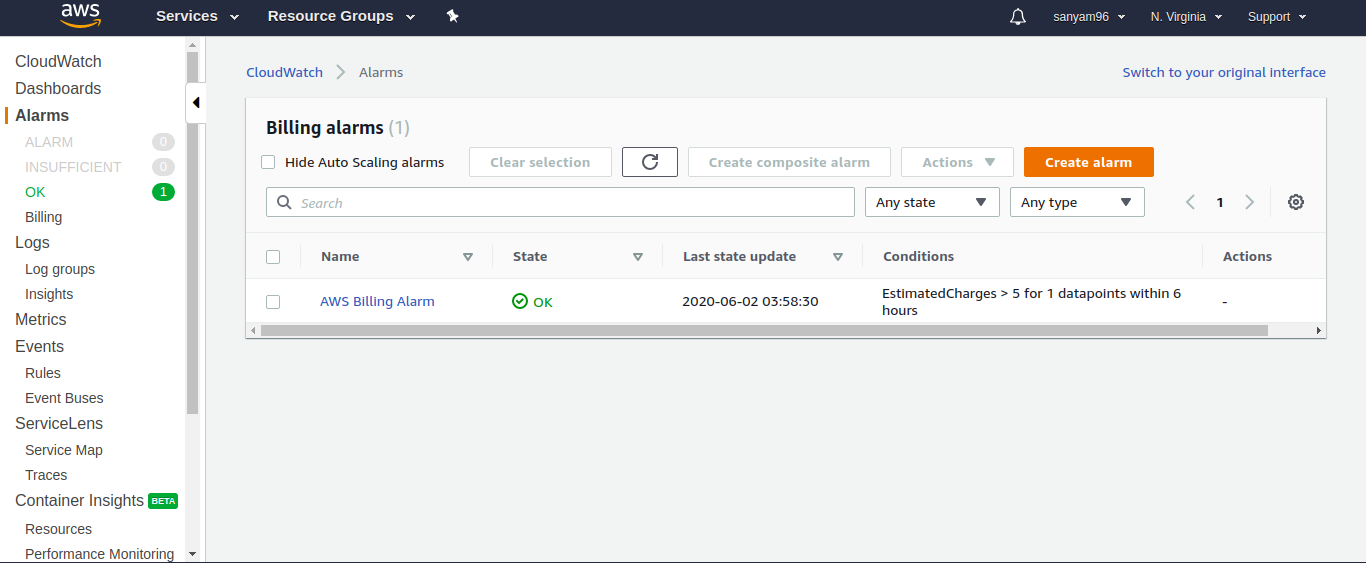 aws Services Resource Groups sanyam96 N. Virginia Support
CloudWatch
Dashboards
Alarms
ALARM 0
INSUFFICIENT 0
OK 1
Billing
Logs
Log groups
Insights
Metrics
Events
Rules
Event Buses
ServiceLens
Service Map
Traces
Container Insights BETA
Resources
Performance Monitoring
CloudWatch Alarms Switch to your original interface
Billing alarms (1)
Hide Auto Scaling alarms Clear selection Create composite alarm Actions Create alarm
Search Any state Any type 1
Name State Last state update Conditions Actions
AWS Billing Alarm OK 2020-06-02 03:58:30 EstimatedCharges > 5 for 1 datapoints within 6 -
hours